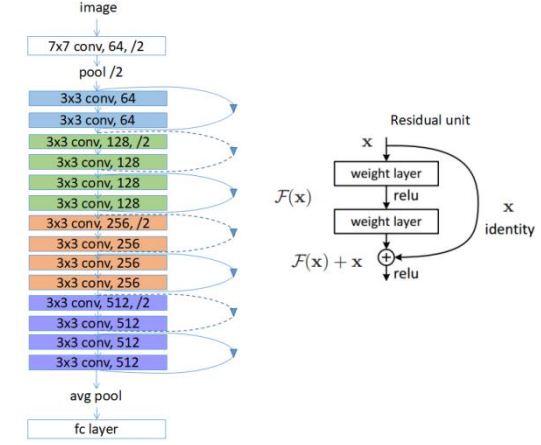 image
7x7 conv, 64, /2
pool /2
3x3 conv, 64
3x3 conv, 64
3x3 conv, 128, /2
3x3 conv, 128
3x3 conv, 128
3x3 conv, 128
3x3 conv, 256, /2
3x3 conv, 256
3x3 conv, 256
3x3 conv, 256
3x3 conv, 512, /2
3x3 conv, 512
3x3 conv, 512
3x3 conv, 512
avg pool
fc layer
Residual unit
x
weight layer
F(x)
relu
weight layer
x
identity
F(x) + x
relu